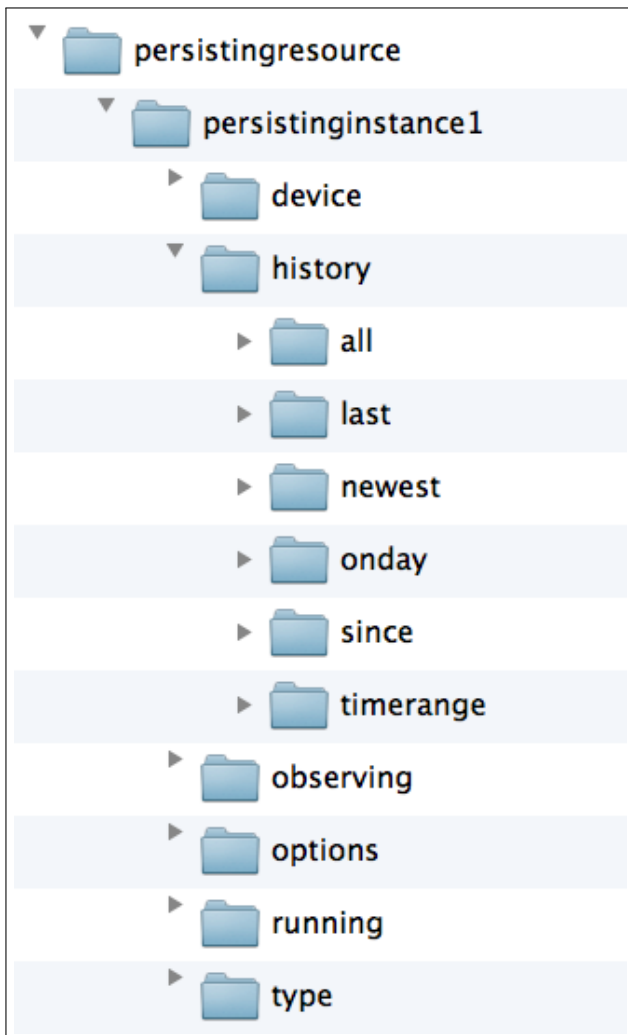 persistingresource
persistinginstance1
device
history
all
last
newest
onday
since
timerange
observing
options
running
type